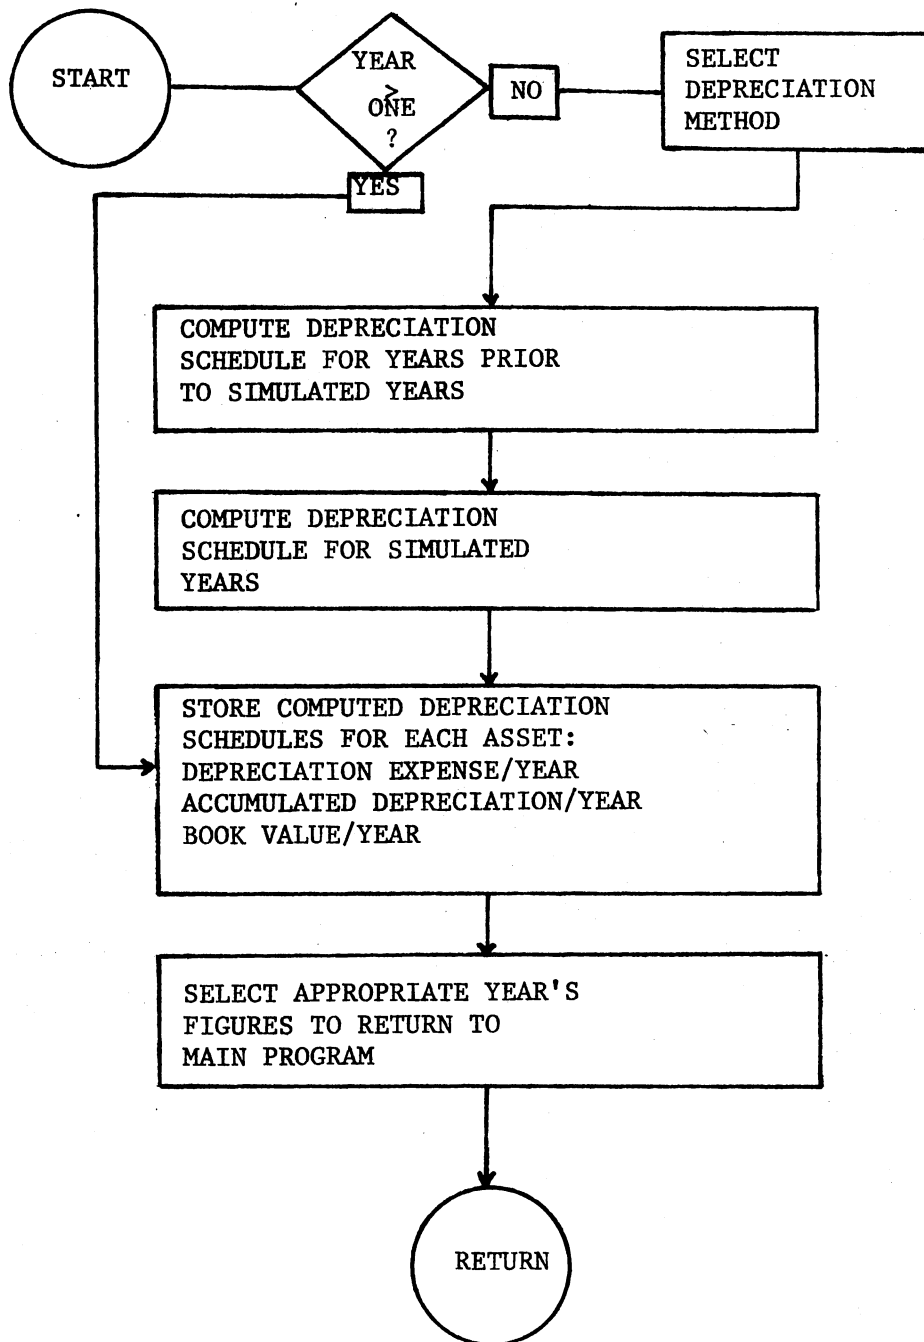 START
YEAR
>
ONE
?
NO
SELECT
DEPRECIATION
METHOD
YES
COMPUTE DEPRECIATION
SCHEDULE FOR YEARS PRIOR
TO SIMULATED YEARS
COMPUTE DEPRECIATION
SCHEDULE FOR SIMULATED
YEARS
STORE COMPUTED DEPRECIATION
SCHEDULES FOR EACH ASSET:
DEPRECIATION EXPENSE/YEAR
ACCUMULATED DEPRECIATION/YEAR
BOOK VALUE/YEAR
SELECT APPROPRIATE YEAR'S
FIGURES TO RETURN TO
MAIN PROGRAM
RETURN